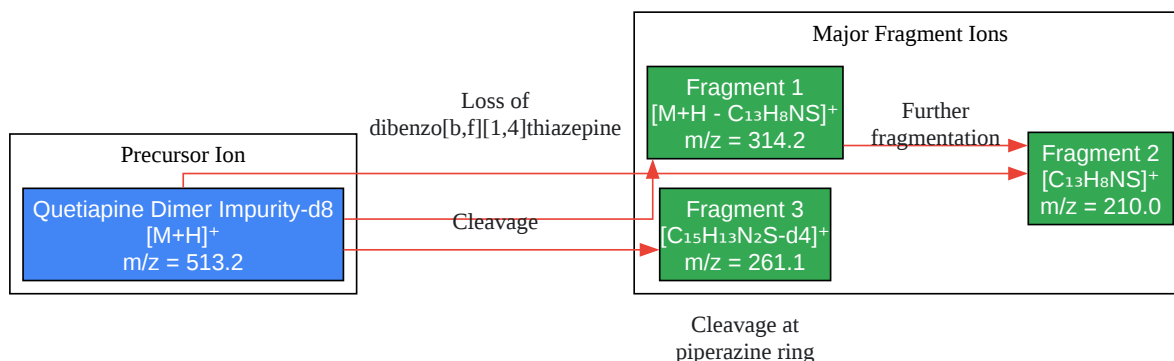 Major Fragment Ions
Fragment 1
[M+H - C₁₃H₈NS]⁺
m/z = 314.2
Loss of
dibenzo[b,f][1,4]thiazepine
Further
fragmentation
Precursor Ion
Quetiapine Dimer Impurity-d8
[M+H]⁺
m/z = 513.2
Cleavage
Fragment 2
[C₁₃H₈NS]⁺
m/z = 210.0
Fragment 3
[C₁₅H₁₃N₂S-d4]⁺
m/z = 261.1
Cleavage at
piperazine ring